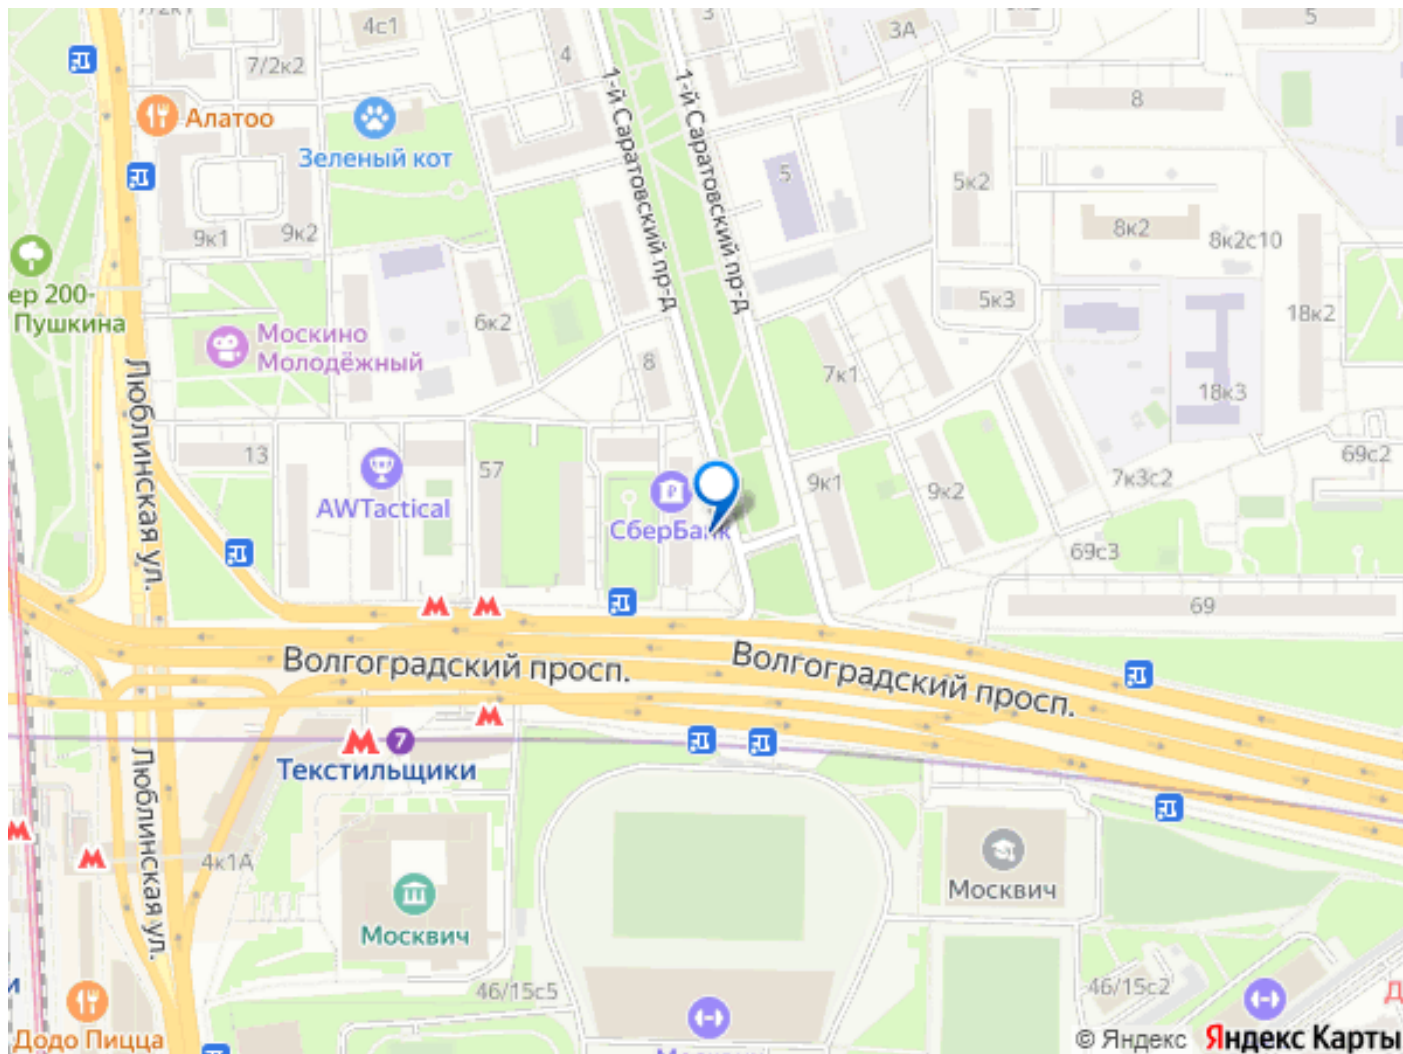 7/2к1
4с1
3
3А
5
7/2к2
4
Алатоо
Зеленый кот
1-й Саратовский пр-д
1-й Саратовский пр-д
8
5
5к2
9к1
9к2
8к2
8к2с10
ер 200-
Пушкина
5к3
18к2
6к2
Москино
Молодёжный
8
7к1
18к3
Люблинская ул.
13
57
69с2
AWTactical
9к1
9к2
7к3с2
СберБанк
69с3
69
Волгоградский просп.
Волгоградский просп.
7
Текстильщики
Люблинская ул.
4к1А
Москвич
Москвич
46/15с5
46/15с2
и
Д
Додо Пицца
© Яндекс Яндекс Карты